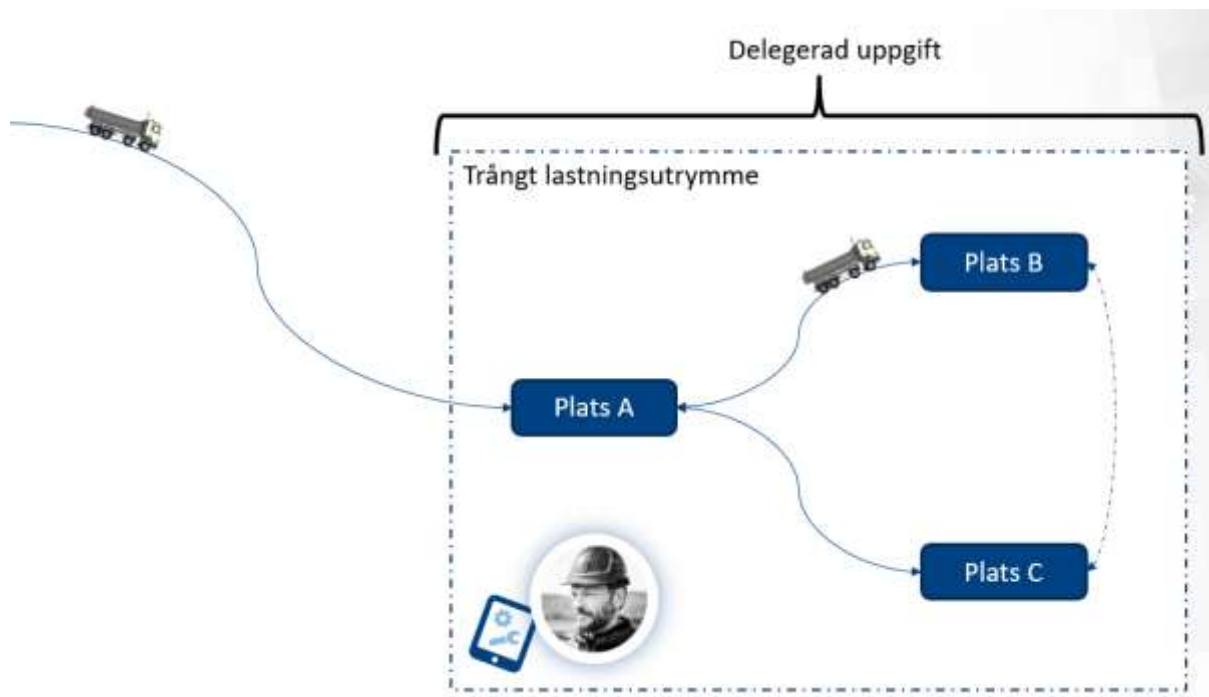 Delegerad uppgift
Trångt lastningsutrymme
Plats B
Plats A
Plats C